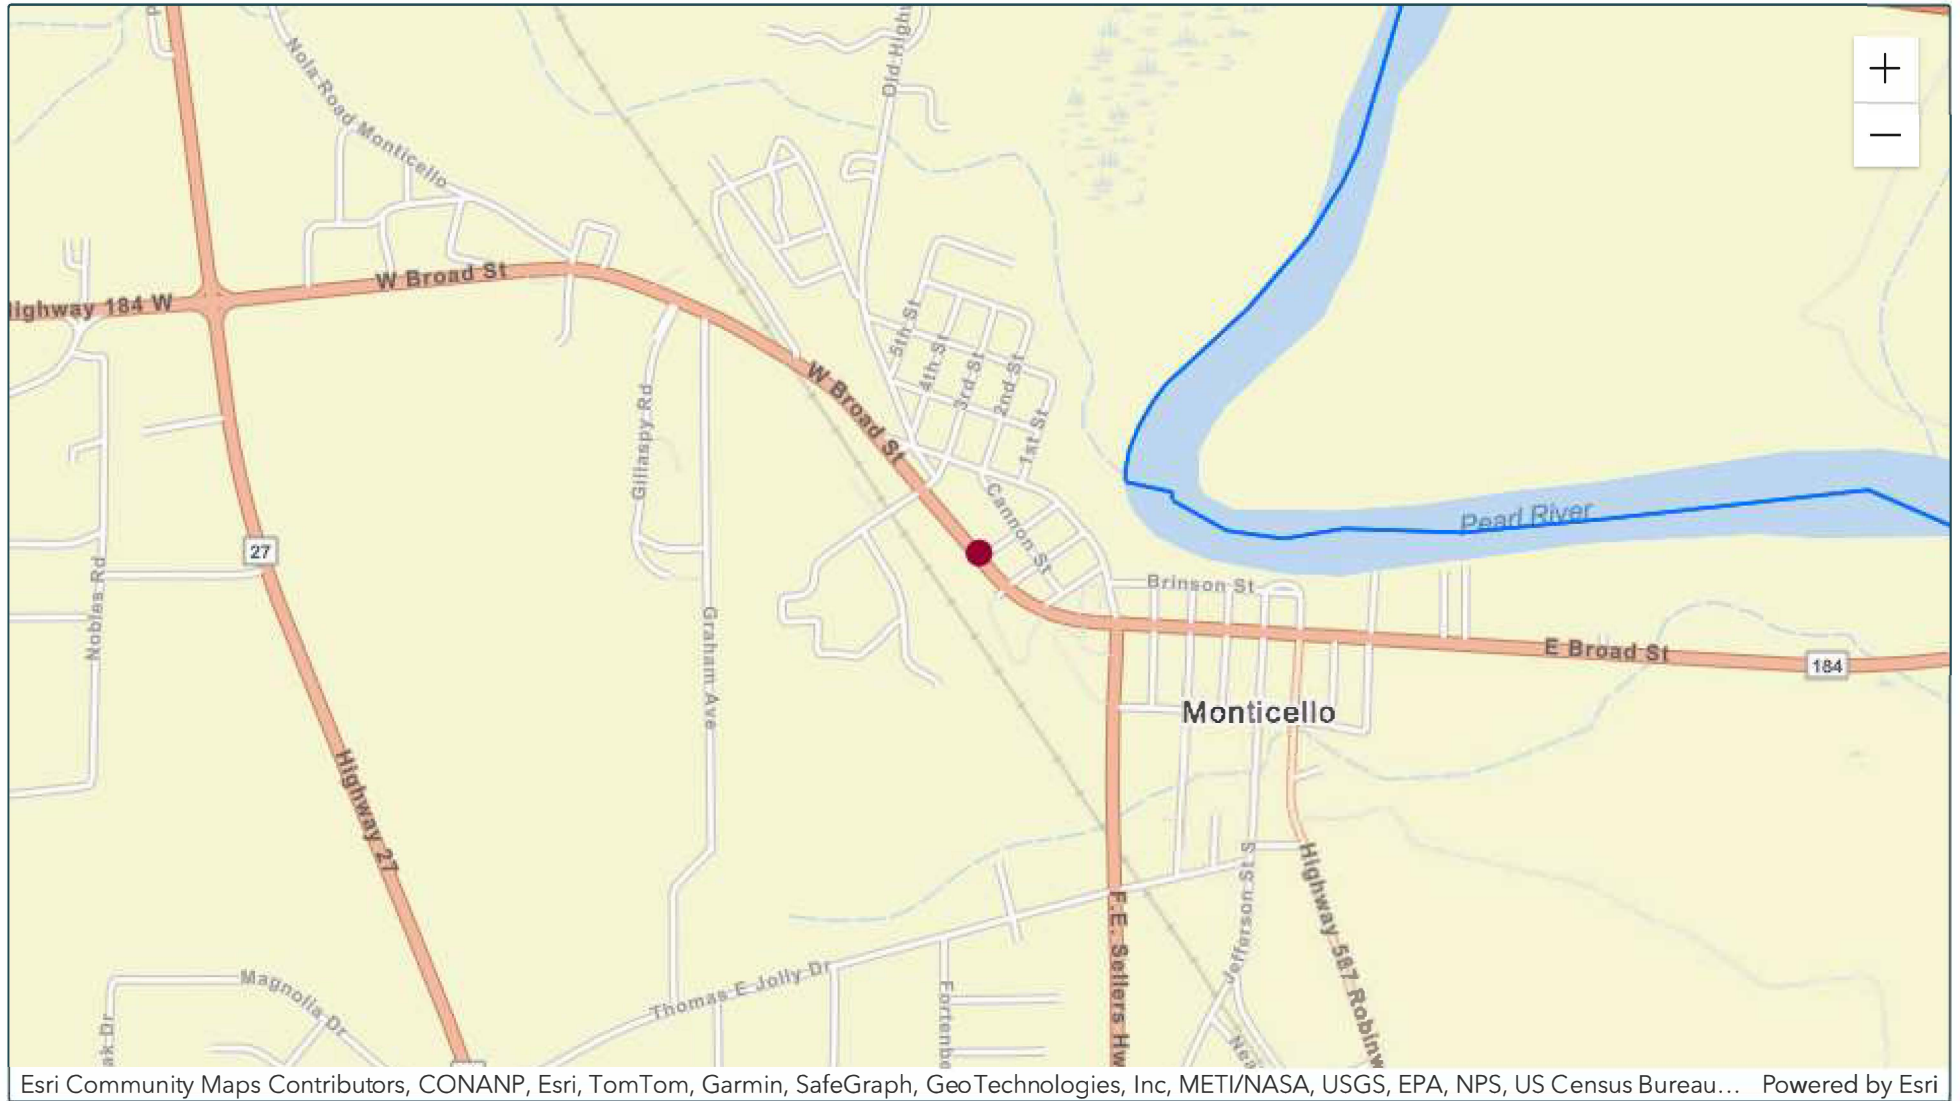 Old High
Nola Road Monticello
+
−
W Broad St
Highway 184 W
5th St
4th St
3rd St
2nd St
1st St
W Broad St
Gillaspy Rd
Cannon St
Pearl River
27
Nobles Rd
Brinson St
Graham Ave
E Broad St
184
Monticello
Highway 27
Jefferson St S
Highway 587 Robinw
F.E. Sellers Hw
Magnolia Dr
Thomas E Jolly Dr
Fortenbe
ak Dr
Nea
Esri Community Maps Contributors, CONANP, Esri, TomTom, Garmin, SafeGraph, GeoTechnologies, Inc, METI/NASA, USGS, EPA, NPS, US Census Bureau… Powered by Esri